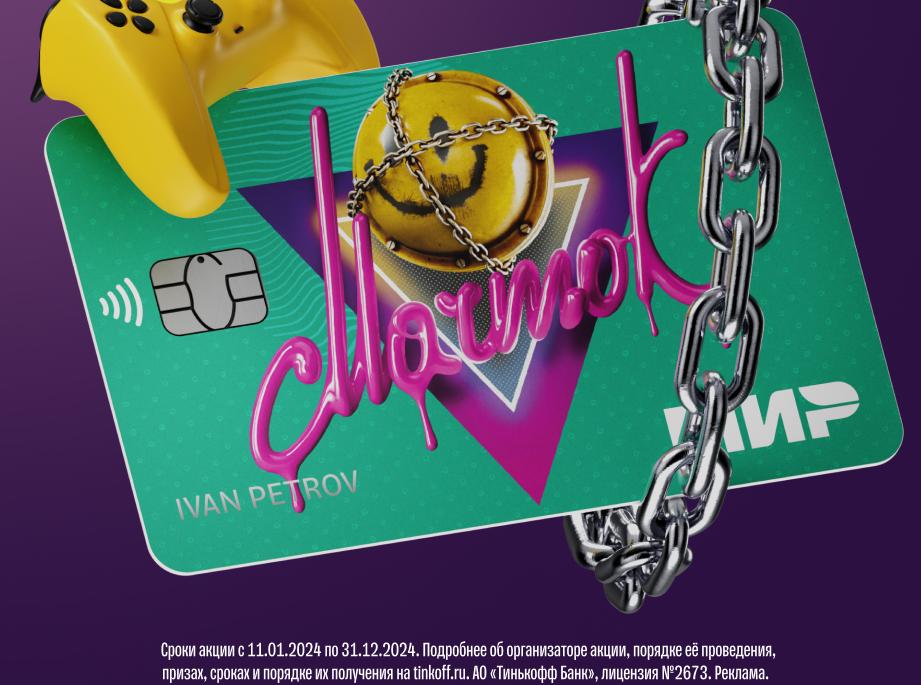 Marmok
МИР
IVAN PETROV
Сроки акции с 11.01.2024 по 31.12.2024. Подробнее об организаторе акции, порядке её проведения,
призах, сроках и порядке их получения на tinkoff.ru. АО «Тинькофф Банк», лицензия №2673. Реклама.